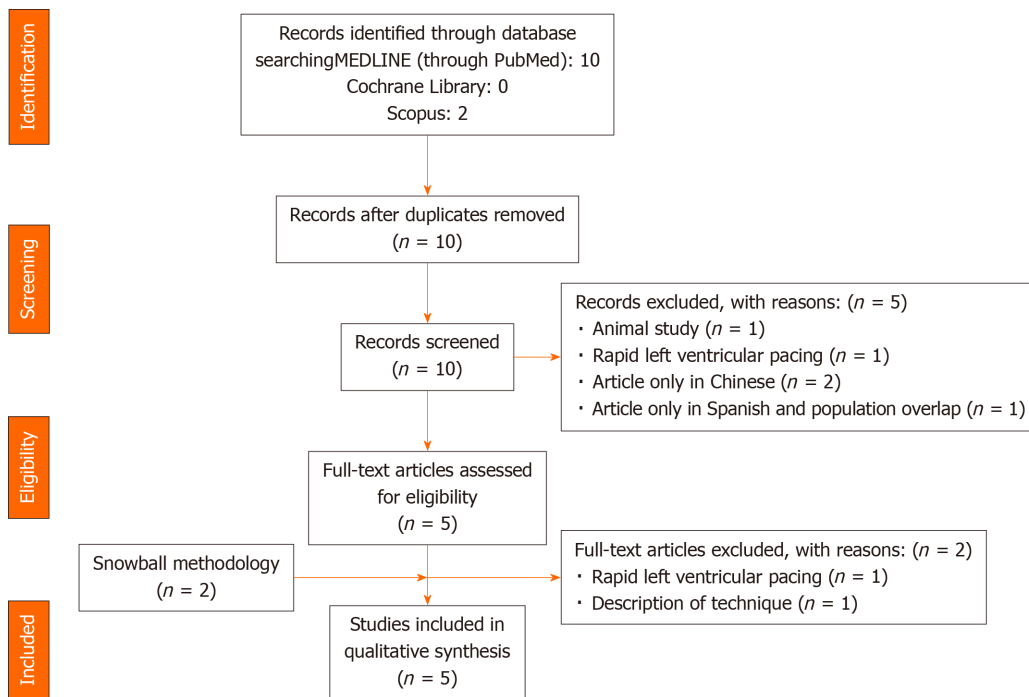 Identification
Records identified through database
searchingMEDLINE (through PubMed): 10
Cochrane Library: 0
Scopus: 2
Screening
Records after duplicates removed
(n = 10)
Records screened
(n = 10)
Records excluded, with reasons: (n = 5)
· Animal study (n = 1)
· Rapid left ventricular pacing (n = 1)
· Article only in Chinese (n = 2)
· Article only in Spanish and population overlap (n = 1)
Eligibility
Full-text articles assessed
for eligibility
(n = 5)
Snowball methodology
(n = 2)
Full-text articles excluded, with reasons: (n = 2)
· Rapid left ventricular pacing (n = 1)
· Description of technique (n = 1)
Included
Studies included in
qualitative synthesis
(n = 5)